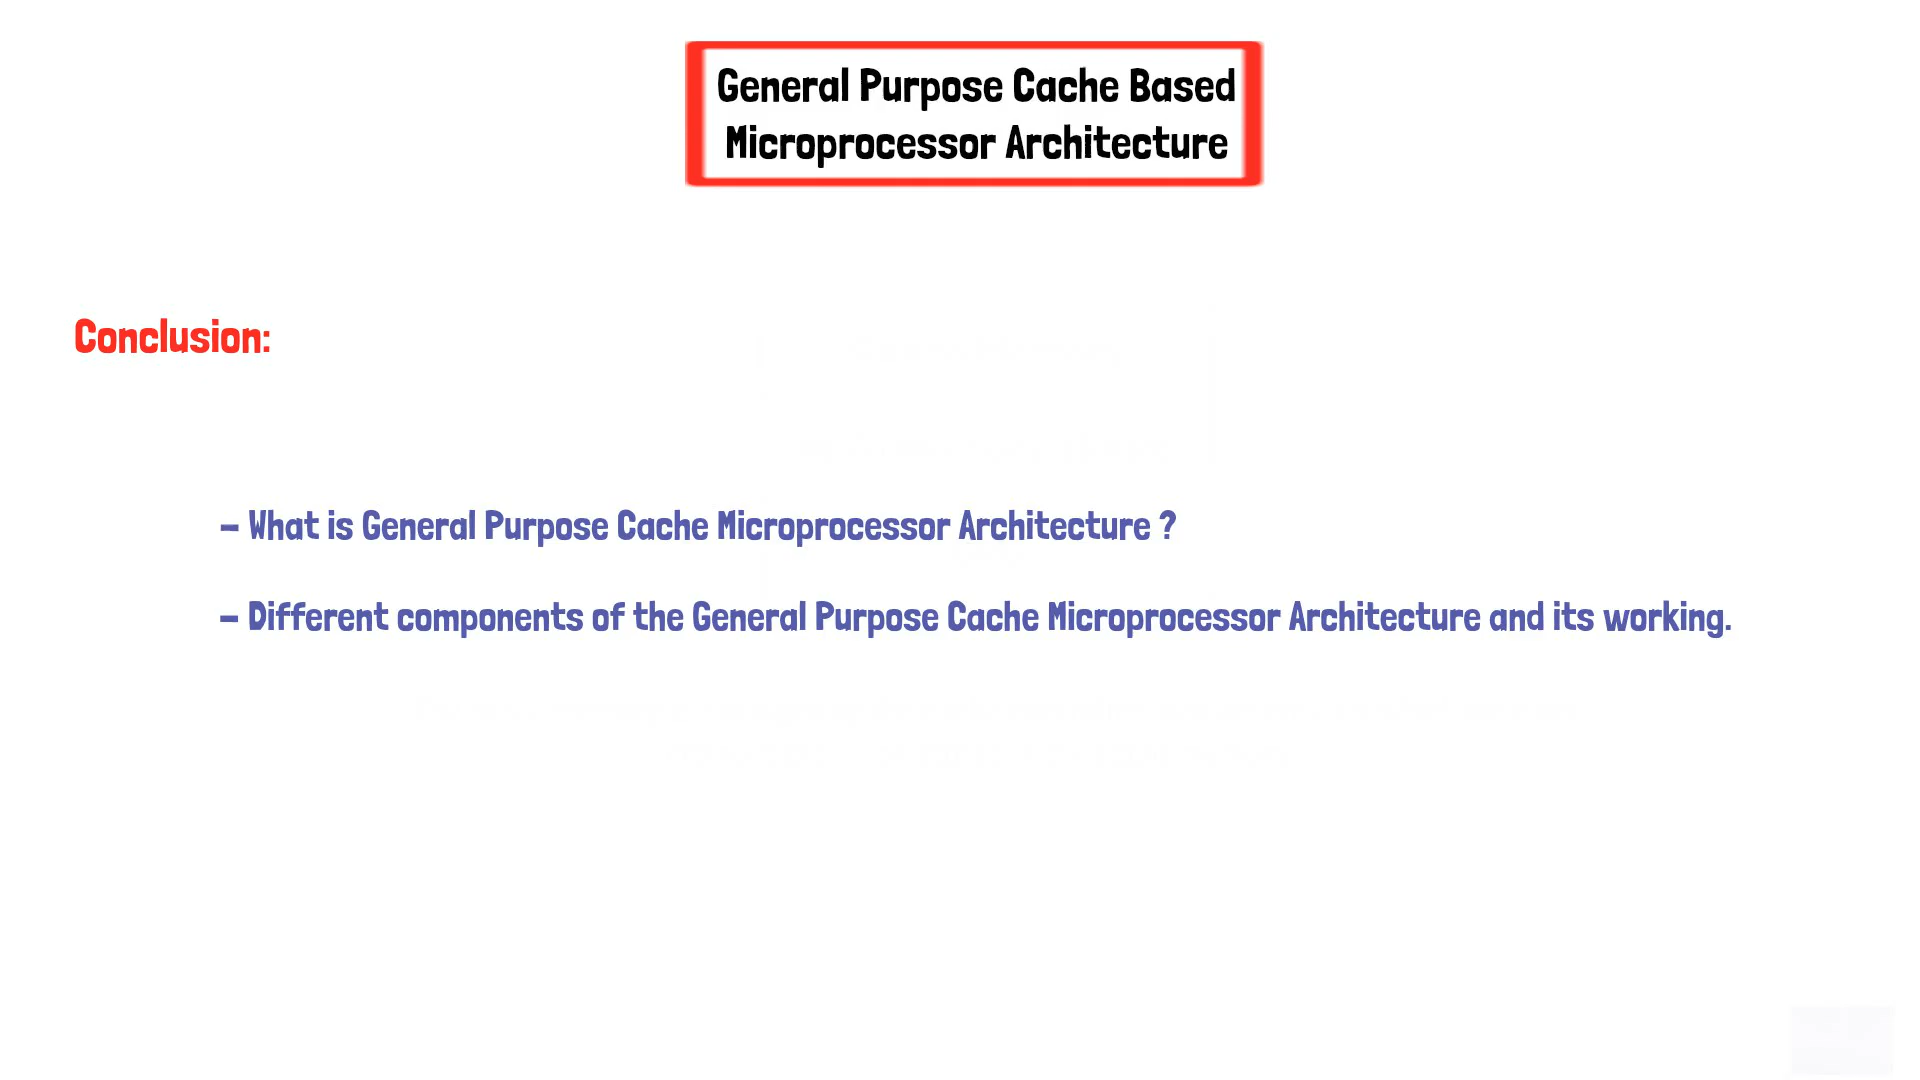 General Purpose Cache Based
Microprocessor Architecture
Conclusion:
– What is General Purpose Cache Microprocessor Architecture ?
– Different components of the General Purpose Cache Microprocessor Architecture and its working.